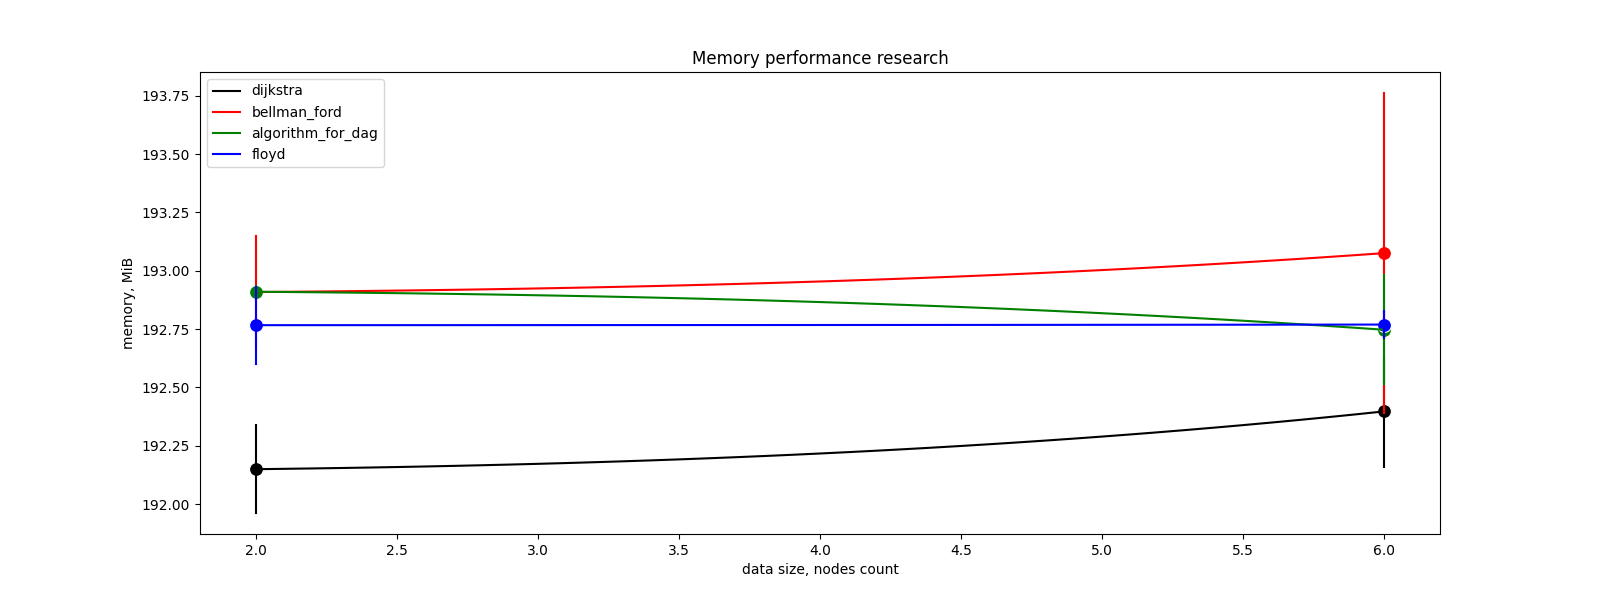 Memory performance research
dijkstra
bellman_ford
algorithm_for_dag
floyd
memory, MiB
193.75
193.50
193.25
193.00
192.75
192.50
192.25
192.00
2.0 2.5 3.0 3.5 4.0 4.5 5.0 5.5 6.0
data size, nodes count